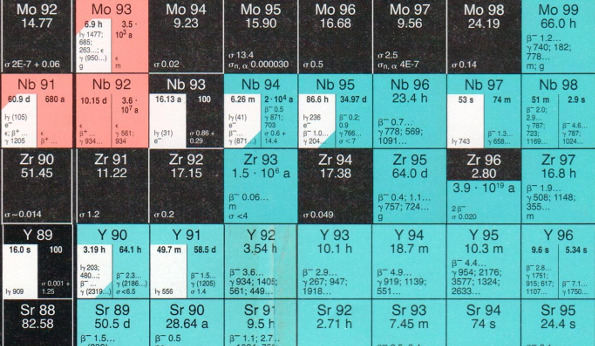 Mo 92
14.77
σ 2E-7 + 0.06
Mo 93
6.9 h
3.5 ·
10³ a
Iγ 1477;
685;
263...; ϵ
γ (950...)
g
ϵ
m
Mo 94
9.23
σ 0.02
Mo 95
15.90
σ 13.4
σn, α 0.000030
Mo 96
16.68
σ 0.5
Mo 97
9.56
σ 2.5
σn, α 4E-7
Mo 98
24.19
σ 0.14
Mo 99
66.0 h
β⁻ 1.2...
γ 740; 182;
778...
m; g
Nb 91
60.9 d
680 a
Iγ (105)
e⁻
ϵ; β⁺...
γ 1205
Nb 92
10.15 d
3.6 ·
10⁷ a
β⁺...
γ 934...
ϵ
γ 561;
934
Nb 93
16.13 a
100
Iγ (31)
e⁻
σ 0.86 +
0.29
Nb 94
6.26 m
2 · 10⁴ a
Iγ (41)
e⁻
β⁻...
γ (871...)
β⁻ 0.5
γ 871;
703
σ 0.6 +
14.4
Nb 95
86.6 h
34.97 d
Iγ 236
e⁻
β⁻ 1.0...
γ 204...
β⁻ 0.2;
0.9
γ 766...
σ <7
Nb 96
23.4 h
β⁻ 0.7...
γ 778; 569;
1091...
Nb 97
53 s
74 m
Iγ 743
β⁻ 1.3...
γ 658...
Nb 98
51 m
2.9 s
β⁻ 2.0;
2.9...
γ 787;
723;
1169...
β⁻ 4.6...
γ 787;
1024...
Zr 90
51.45
σ ~0.014
Zr 91
11.22
σ 1.2
Zr 92
17.15
σ 0.2
Zr 93
1.5 · 10⁶ a
β⁻ 0.06...
m
σ <4
Zr 94
17.38
σ 0.049
Zr 95
64.0 d
β⁻ 0.4; 1.1...
γ 757; 724...
g
Zr 96
2.80
3.9 · 10¹⁹ a
2β⁻
σ 0.020
Zr 97
16.8 h
β⁻ 1.9...
γ 508; 1148;
355...
m
Y 89
16.0 s
100
Iγ 909
σ 0.001 +
1.25
Y 90
3.19 h
64.1 h
Iγ 203;
480...;
β⁻...
γ (2319...)
β⁻ 2.3...
γ (2186...)
σ <6.5
Y 91
49.7 m
58.5 d
Iγ 556
β⁻ 1.5...
γ (1205)
σ 1.4
Y 92
3.54 h
β⁻ 3.6...
γ 934; 1405;
561; 449...
Y 93
10.1 h
β⁻ 2.9...
γ 267; 947;
1918...
Y 94
18.7 m
β⁻ 4.9...
γ 919; 1139;
551...
Y 95
10.3 m
β⁻ 4.4...
γ 954; 2176;
3577; 1324;
2633...
Y 96
9.6 s
5.34 s
β⁻ 2.8...
γ 1751;
915; 617;
1107...
β⁻ 7.1...
γ 1750...
Sr 88
82.58
Sr 89
50.5 d
β⁻ 1.5...
Sr 90
28.64 a
β⁻ 0.5
Sr 91
9.5 h
β⁻ 1.1; 2.7...
Sr 92
2.71 h
Sr 93
7.45 m
Sr 94
74 s
Sr 95
24.4 s